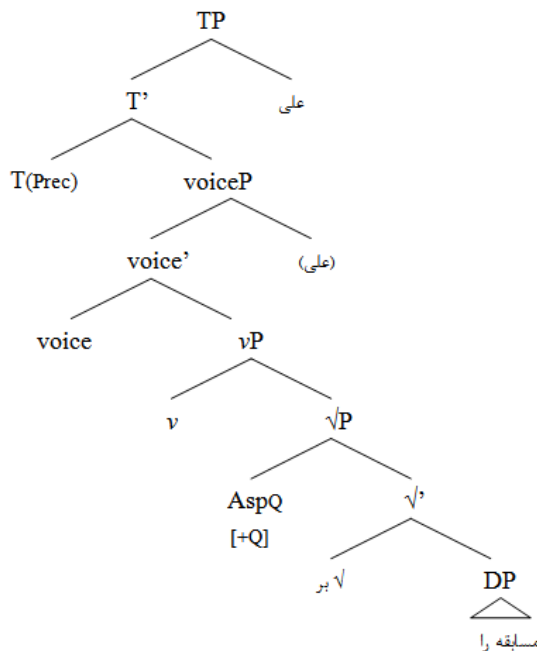 TP
T’ علی
T(Prec) voiceP
voice’ (علی)
voice vP
v √P
AspQ √’
[+Q]
√ بر DP
مسابقه را